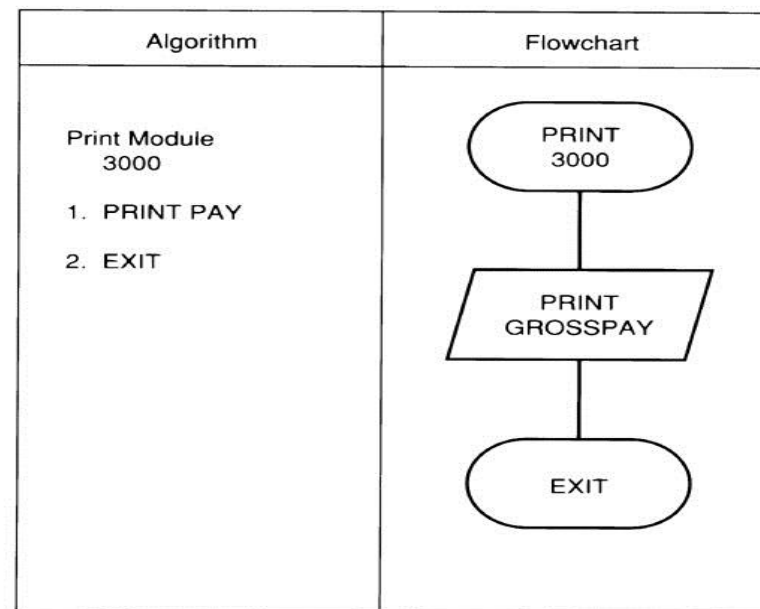 Algorithm
Flowchart
Print Module
3000
1. PRINT PAY
2. EXIT
PRINT
3000
PRINT
GROSSPAY
EXIT